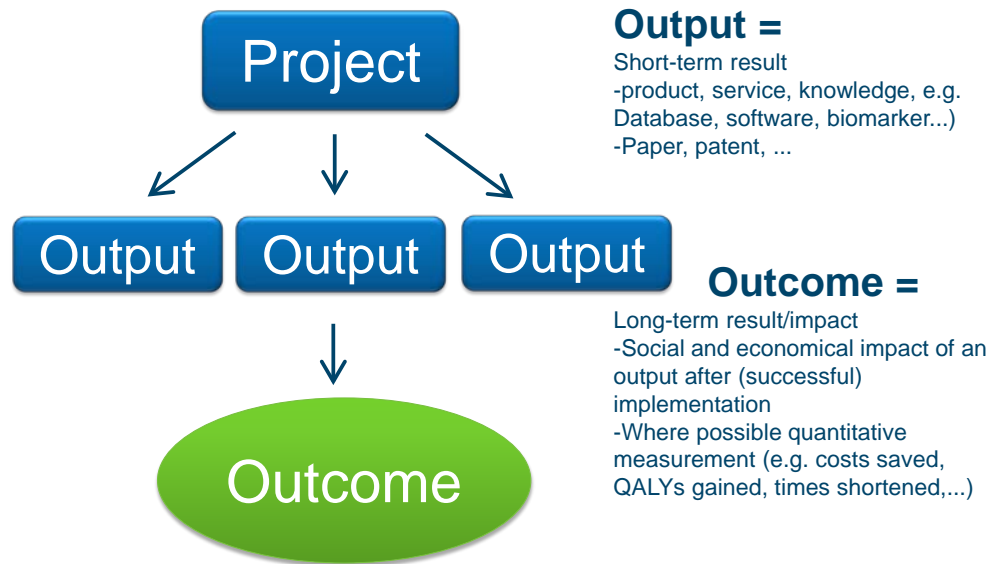 Project
Output
Output
Output
Outcome
Output =
Short-term result
-product, service, knowledge, e.g.
Database, software, biomarker...)
-Paper, patent, ...
Outcome =
Long-term result/impact
-Social and economical impact of an
output after (successful)
implementation
-Where possible quantitative
measurement (e.g. costs saved,
QALYs gained, times shortened,...)